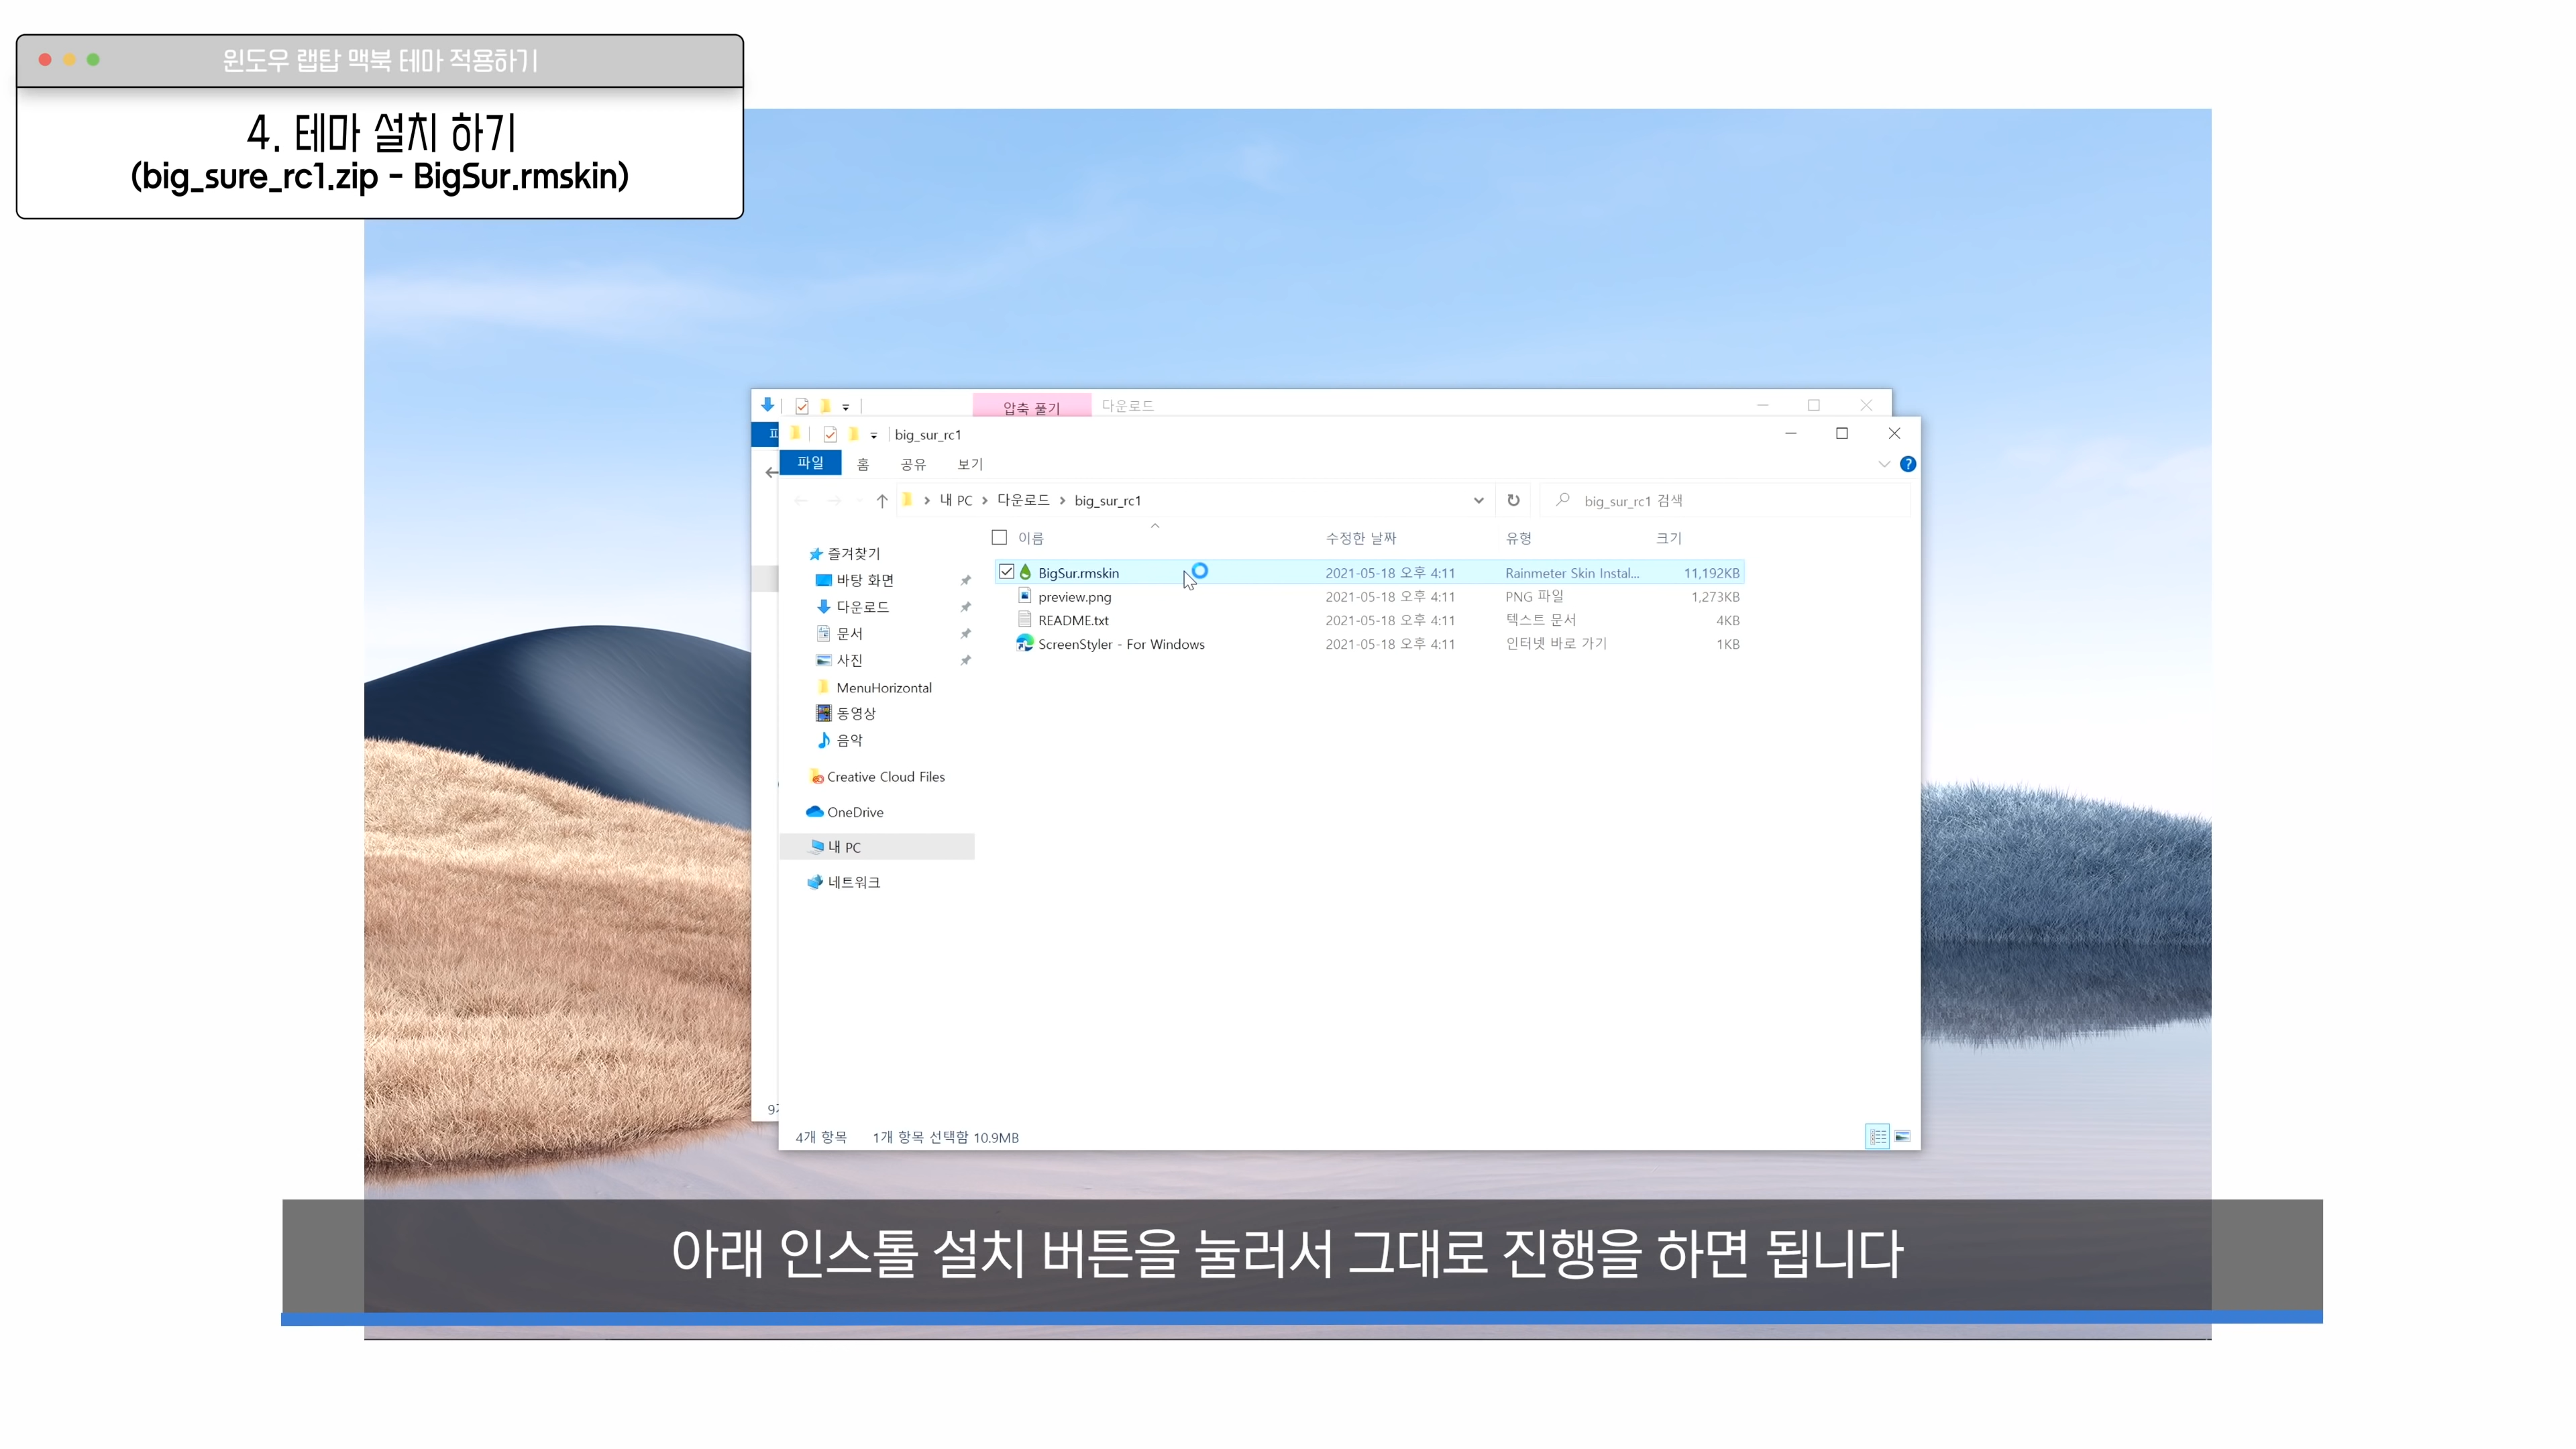 윈도우 랩탑 맥북 테마 적용하기
4. 테마 설치 하기
(big_sure_rc1.zip - BigSur.rmskin)
압축 풀기 다운로드
big_sur_rc1
파일 홈 공유 보기
내 PC > 다운로드 > big_sur_rc1
big_sur_rc1 검색
이름 수정한 날짜 유형 크기
BigSur.rmskin 2021-05-18 오후 4:11 Rainmeter Skin Instal... 11,192KB
preview.png 2021-05-18 오후 4:11 PNG 파일 1,273KB
README.txt 2021-05-18 오후 4:11 텍스트 문서 4KB
ScreenStyler - For Windows 2021-05-18 오후 4:11 인터넷 바로 가기 1KB
즐겨찾기
바탕 화면
다운로드
문서
사진
MenuHorizontal
동영상
음악
Creative Cloud Files
OneDrive
내 PC
네트워크
4개 항목 1개 항목 선택함 10.9MB
아래 인스톨 설치 버튼을 눌러서 그대로 진행을 하면 됩니다